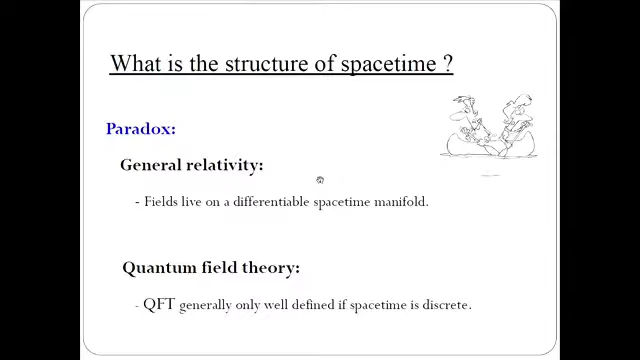 What is the structure of spacetime ?
Paradox:
General relativity:
- Fields live on a differentiable spacetime manifold.
Quantum field theory:
- QFT generally only well defined if spacetime is discrete.